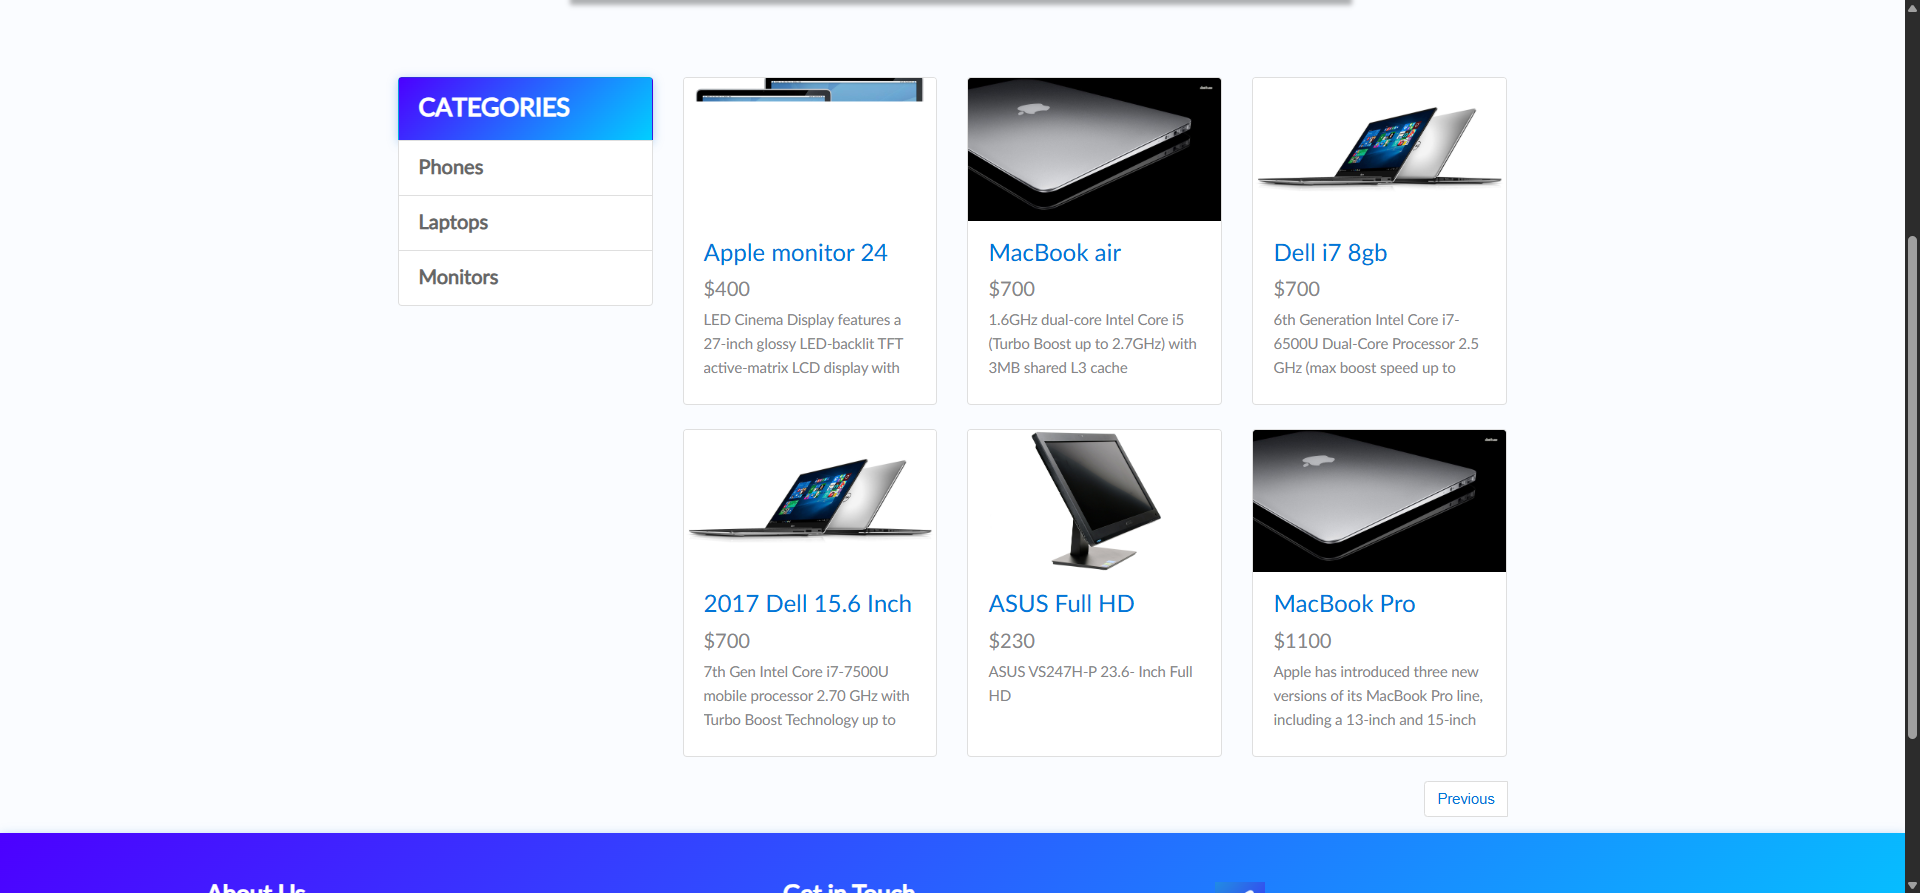 CATEGORIES
Phones
Laptops
Monitors
Apple monitor 24
$400
LED Cinema Display features a
27-inch glossy LED-backlit TFT
active-matrix LCD display with
MacBook air
$700
1.6GHz dual-core Intel Core i5
(Turbo Boost up to 2.7GHz) with
3MB shared L3 cache
Dell i7 8gb
$700
6th Generation Intel Core i7-
6500U Dual-Core Processor 2.5
GHz (max boost speed up to
2017 Dell 15.6 Inch
$700
7th Gen Intel Core i7-7500U
mobile processor 2.70 GHz with
Turbo Boost Technology up to
ASUS Full HD
$230
ASUS VS247H-P 23.6- Inch Full
HD
MacBook Pro
$1100
Apple has introduced three new
versions of its MacBook Pro line,
including a 13-inch and 15-inch
Previous
About Us
Get in Touch